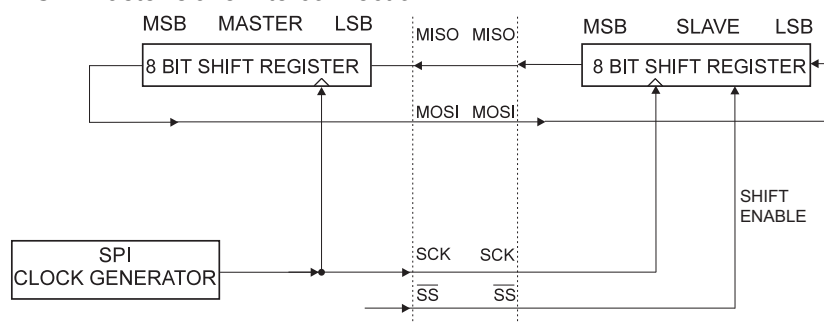 MSB MASTER LSB
MISO MISO
MSB SLAVE LSB
8 BIT SHIFT REGISTER
8 BIT SHIFT REGISTER
MOSI MOSI
SHIFT
ENABLE
SPI
CLOCK GENERATOR
SCK SCK
SS SS